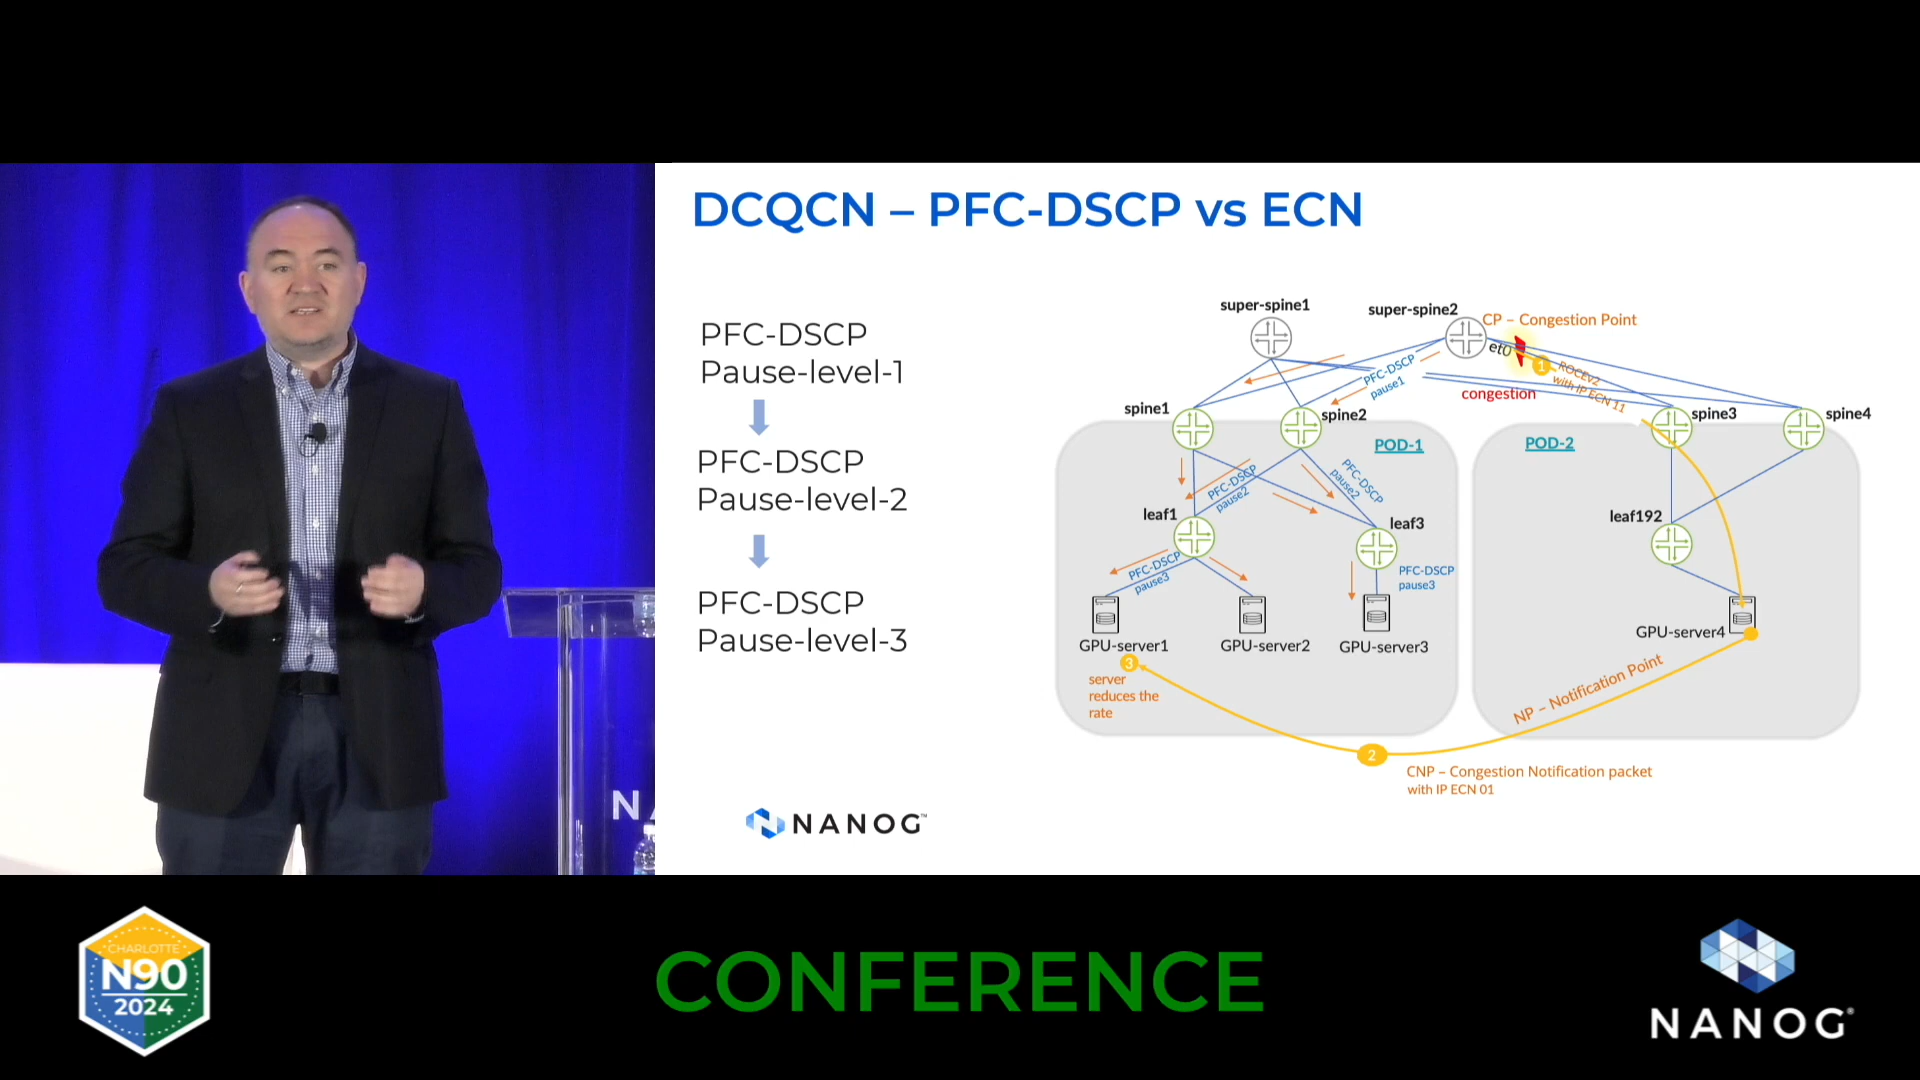 DCQCN – PFC-DSCP vs ECN
PFC-DSCP
Pause-level-1
PFC-DSCP
Pause-level-2
PFC-DSCP
Pause-level-3
super-spine1
super-spine2
CP – Congestion Point
et0
1
ROCEv2
with IP ECN 11
PFC-DSCP
pause1
congestion
spine1
spine2
spine3
spine4
POD-1
POD-2
PFC-DSCP
pause2
PFC-DSCP
pause2
leaf1
leaf3
leaf192
PFC-DSCP
pause3
PFC-DSCP
pause3
GPU-server1
GPU-server2
GPU-server3
GPU-server4
3
server
reduces the
rate
NP – Notification Point
2
CNP – Congestion Notification packet
with IP ECN 01
NANOG™
N
CHARLOTTE
N90
2024
CONFERENCE
NANOG®